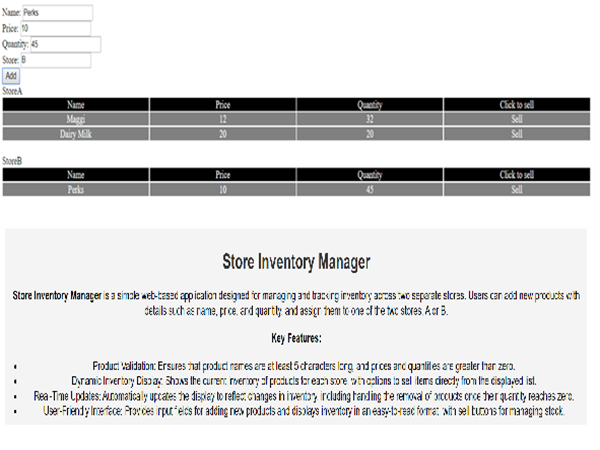 Name: Perks
Price: 10
Quantity: 45
Store: B
Add
StoreA
Name Price Quantity Click to sell
Maggi 12 32 Sell
Dairy Milk 20 20 Sell
StoreB
Name Price Quantity Click to sell
Perks 10 45 Sell
Store Inventory Manager
Store Inventory Manager is a simple web-based application designed for managing and tracking inventory across two separate stores. Users can add new products with
details such as name, price, and quantity, and assign them to one of the two stores, A or B.
Key Features:
• Product Validation: Ensures that product names are at least 5 characters long, and prices and quantities are greater than zero.
• Dynamic Inventory Display: Shows the current inventory of products for each store, with options to sell items directly from the displayed list.
• Real-Time Updates: Automatically updates the display to reflect changes in inventory, including handling the removal of products once their quantity reaches zero.
• User-Friendly Interface: Provides input fields for adding new products and displays inventory in an easy-to-read format, with sell buttons for managing stock.